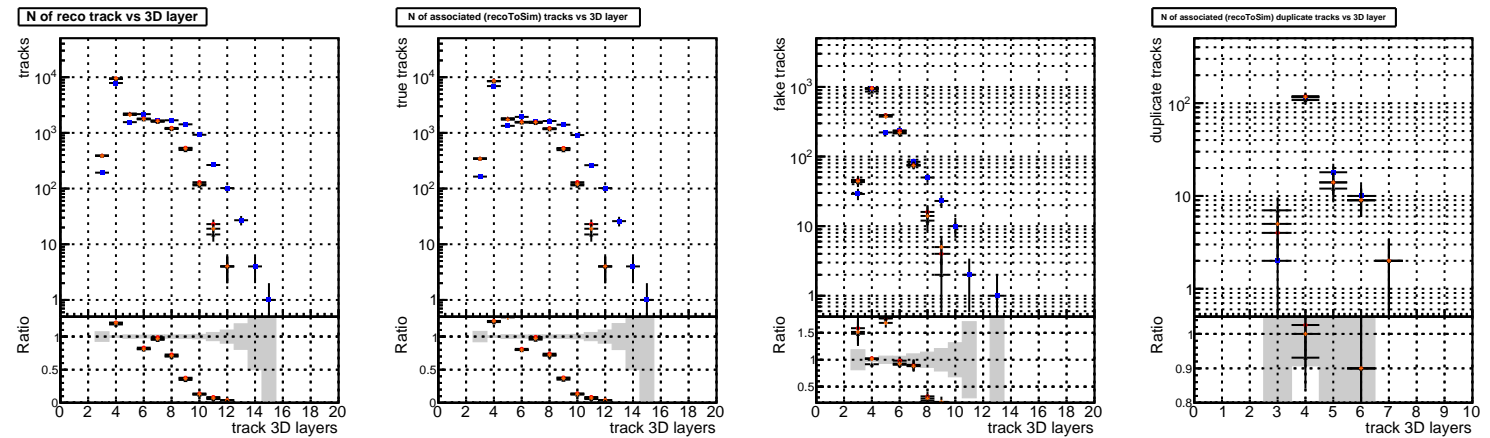 N of reco track vs 3D layer
tracks
10^4
10^3
10^2
10
1
Ratio
1
0.5
0
0 2 4 6 8 10 12 14 16 18 20
track 3D layers
N of associated (recoToSim) tracks vs 3D layer
true tracks
10^4
10^3
10^2
10
1
Ratio
1
0.5
0
0 2 4 6 8 10 12 14 16 18 20
track 3D layers
fake tracks
10^3
10^2
10
1
Ratio
1.5
1
0.5
0 2 4 6 8 10 12 14 16 18 20
track 3D layers
N of associated (recoToSim) duplicate tracks vs 3D layer
duplicate tracks
10^2
10
1
Ratio
1
0.9
0.8
0 1 2 3 4 5 6 7 8 9 10
track 3D layers